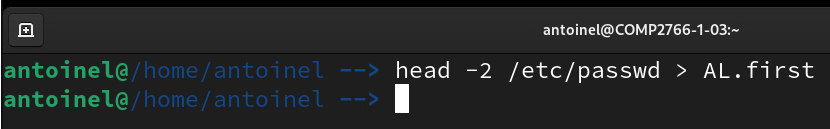 antoinel@COMP2766-1-03:~
antoinel@/home/antoinel --> head -2 /etc/passwd > AL.first
antoinel@/home/antoinel -->